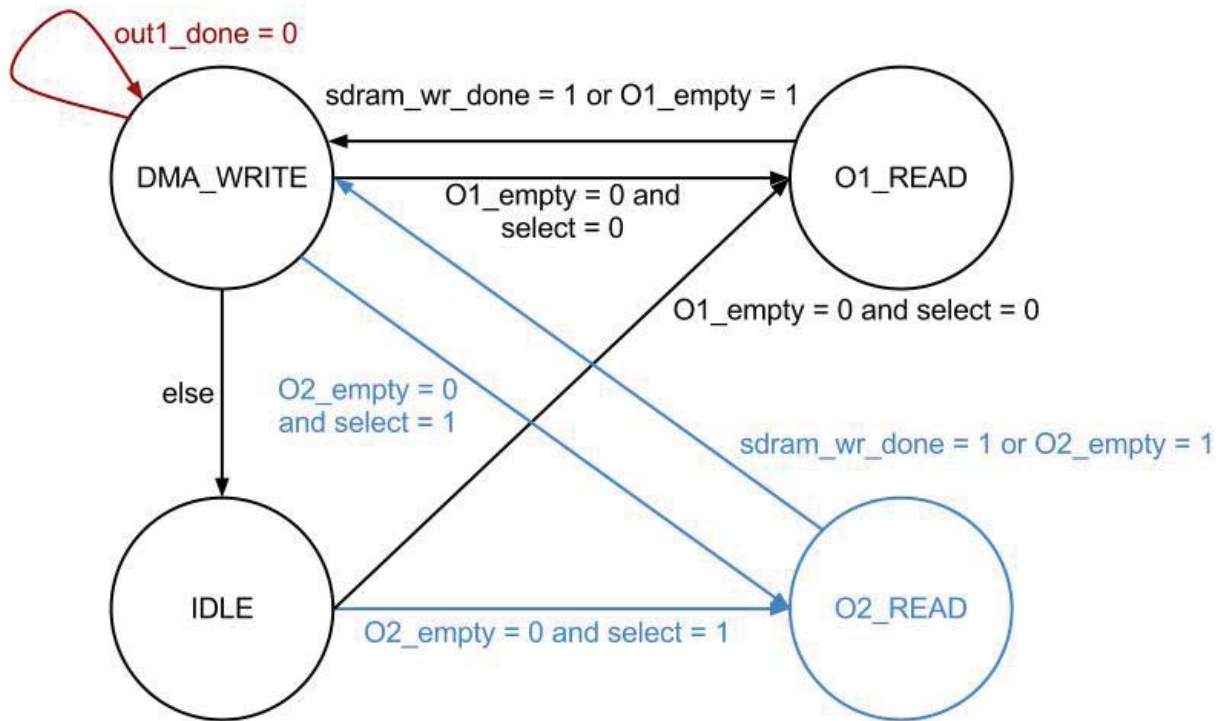 out1_done = 0
sdram_wr_done = 1 or O1_empty = 1
DMA_WRITE
O1_READ
O1_empty = 0 and
select = 0
O1_empty = 0 and select = 0
else
O2_empty = 0
and select = 1
sdram_wr_done = 1 or O2_empty = 1
IDLE
O2_READ
O2_empty = 0 and select = 1